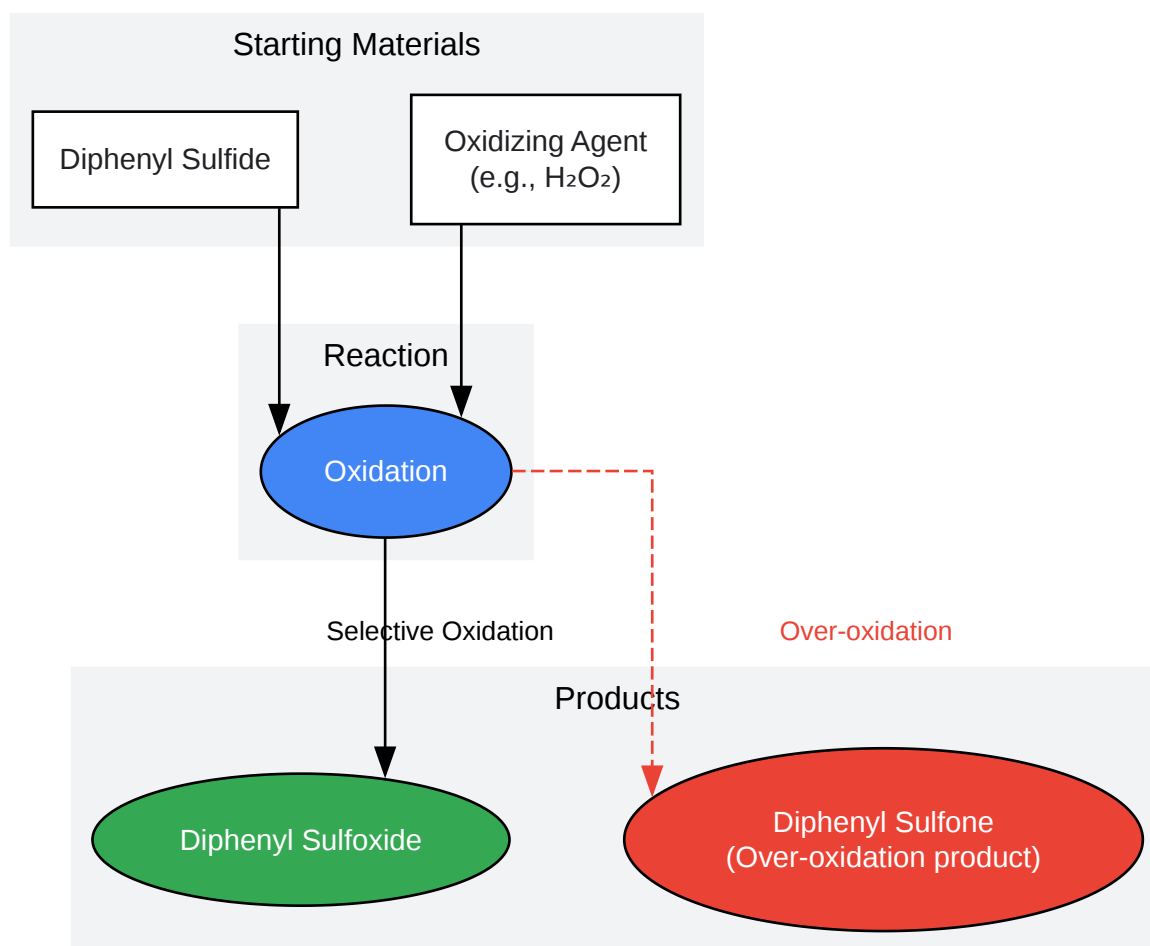 Starting Materials
Diphenyl Sulfide
Oxidizing Agent
(e.g., H₂O₂)
Reaction
Oxidation
Selective Oxidation
Over-oxidation
Products
Diphenyl Sulfoxide
Diphenyl Sulfone
(Over-oxidation product)